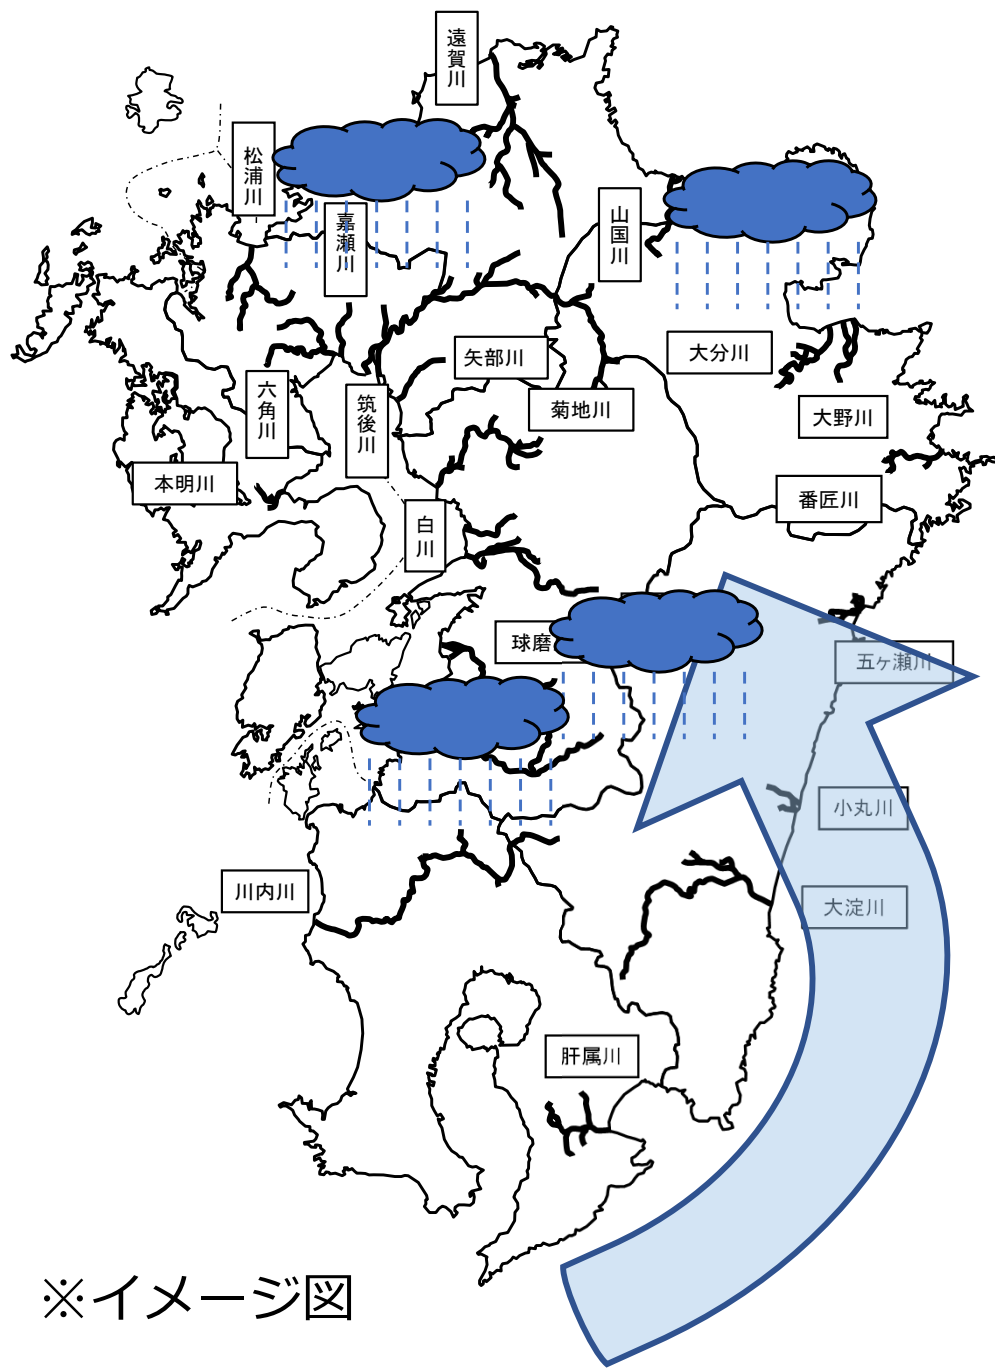 遠賀川
松浦川
嘉瀬川
山国川
大分川
矢部川
六角川
筑後川
菊地川
大野川
本明川
番匠川
白川
球磨
五ヶ瀬川
小丸川
川内川
大淀川
肝属川
※イメージ図